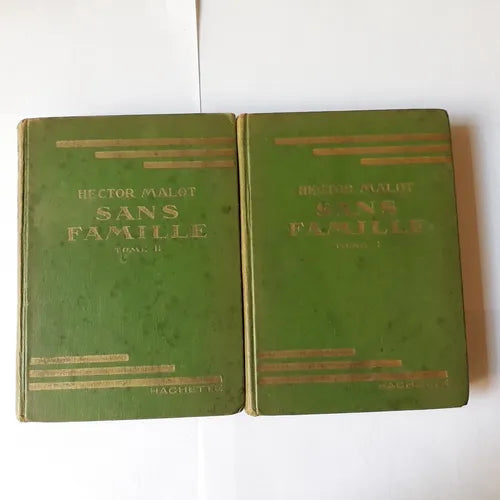 HECTOR MALOT
SANS
FAMILLE
TOME II
HACHETTE
HECTOR MALOT
SANS
FAMILLE
TOME I
HACHETTE